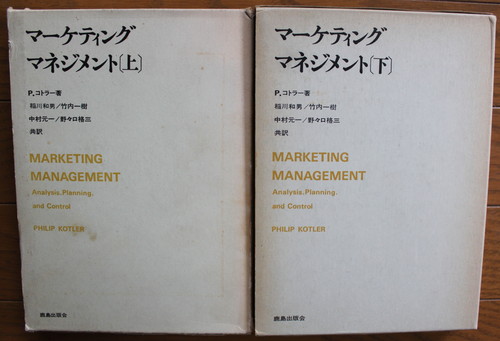 マーケティング
マネジメント〔上〕
P.コトラー著
稲川和男/竹内一樹
中村元一/野々口格三
共訳
MARKETING
MANAGEMENT
Analysis, Planning,
and Control
PHILIP KOTLER
鹿島出版会
マーケティング
マネジメント〔下〕
P.コトラー著
稲川和男/竹内一樹
中村元一/野々口格三
共訳
MARKETING
MANAGEMENT
Analysis, Planning,
and Control
PHILIP KOTLER
鹿島出版会